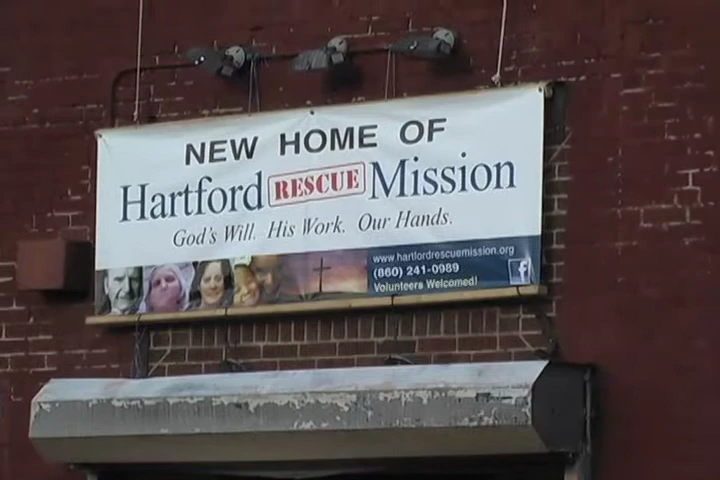 NEW HOME OF
Hartford RESCUE Mission
God's Will. His Work. Our Hands.
www.hartfordrescuemission.org
(860) 241-0989
Volunteers Welcomed!
f